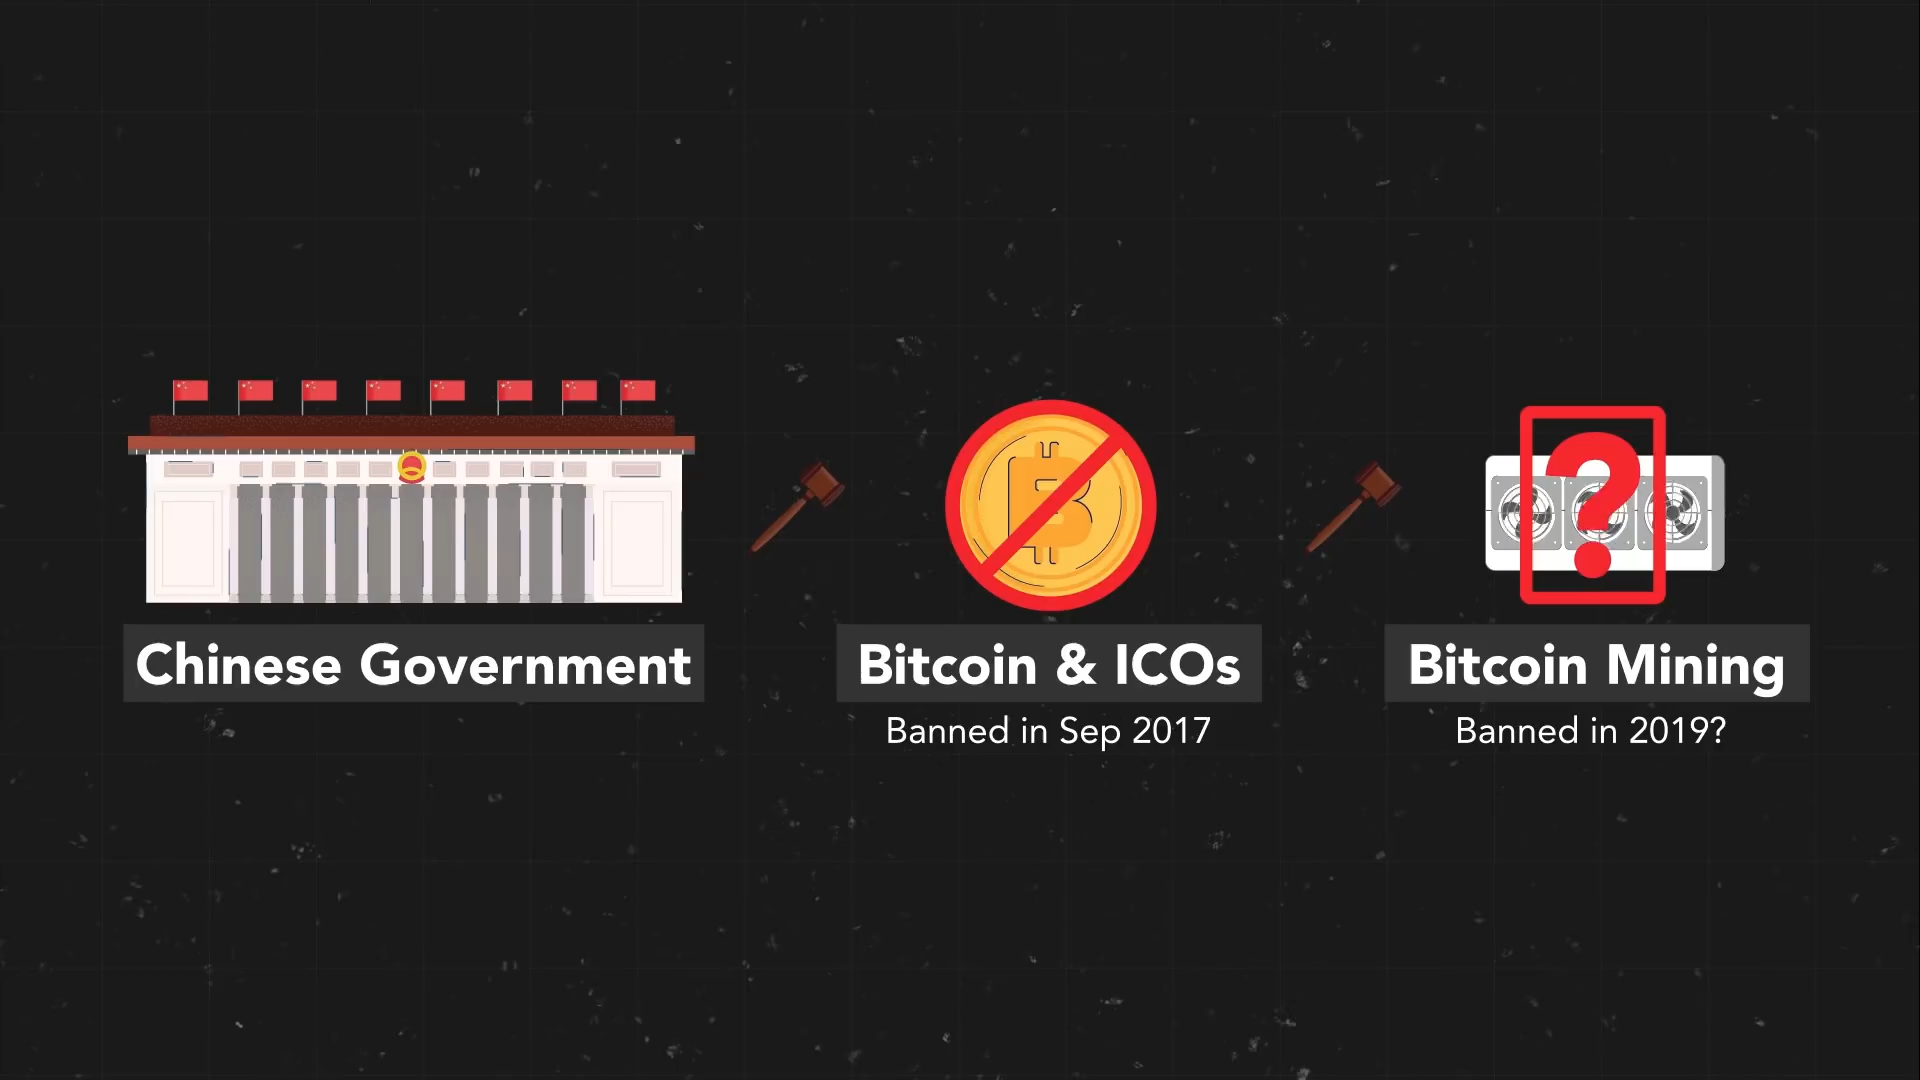 Chinese Government
Bitcoin & ICOs
Banned in Sep 2017
Bitcoin Mining
Banned in 2019?